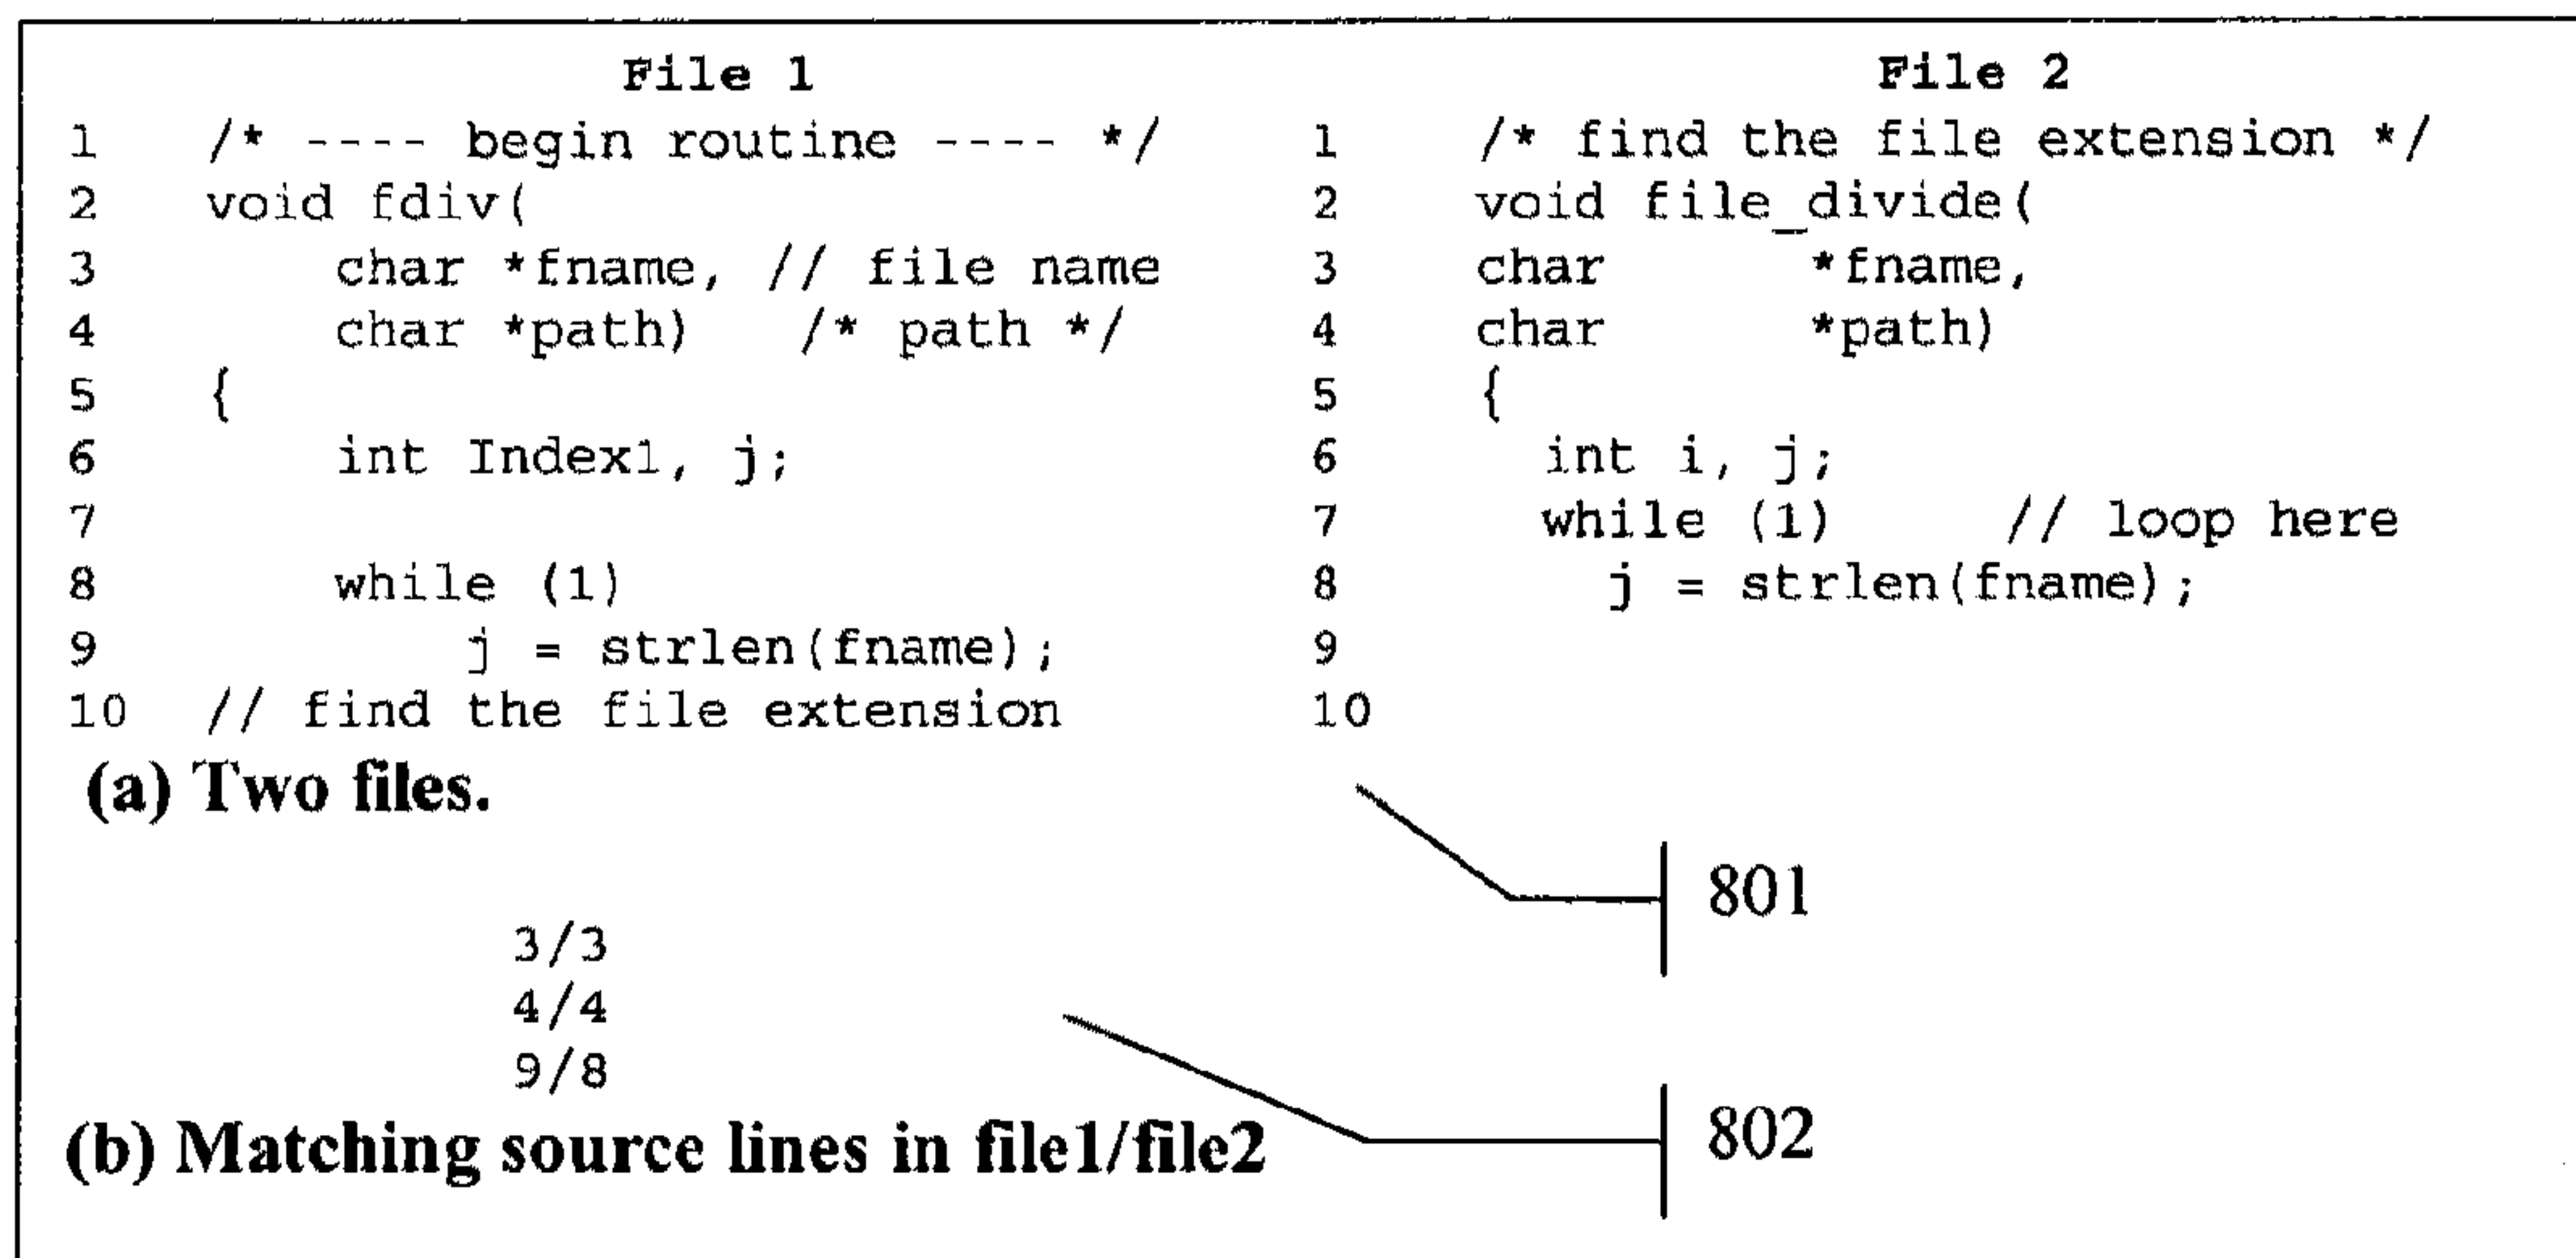 File 1
1 /* ---- begin routine ---- */
2 void fdiv(
3 char *fname, // file name
4 char *path) /* path */
5 {
6 int Index1, j;
7
8 while (1)
9 j = strlen(fname);
10 // find the file extension
File 2
1 /* find the file extension */
2 void file_divide(
3 char *fname,
4 char *path)
5 {
6 int i, j;
7 while (1) // loop here
8 j = strlen(fname);
9
10
(a) Two files.
801
3/3
4/4
9/8
(b) Matching source lines in file1/file2
802